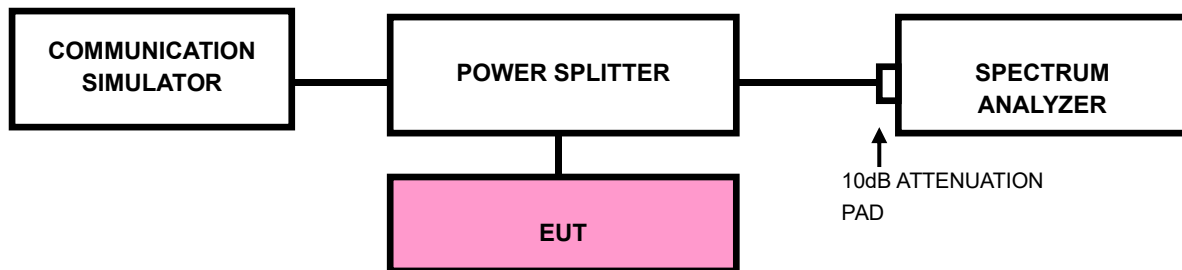 COMMUNICATION
SIMULATOR
POWER SPLITTER
SPECTRUM
ANALYZER
10dB ATTENUATION
PAD
EUT